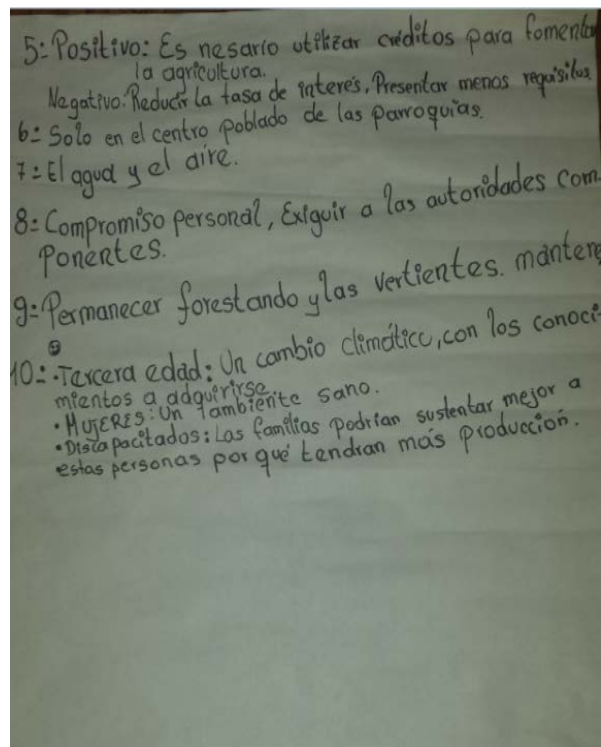 5:- Positivo: Es nesario utilizar créditos para fomentar
la agricultura.
Negativo: Reducir la tasa de interés, Presentar menos requisitos
6:- Solo en el centro poblado de las parroquias.
7:- El agua y el aire.
8:- Compromiso personal, Exiguir a las autoridades com-
ponentes.
9:- Permanecer forestando y las vertientes. mantene
10:- •Tercera edad: Un cambio climático, con los conoci-
mientos a adquirirse.
• MUJERES: Un ambiente sano.
• Discapacitados: Las familias podrian sustentar mejor a
estas personas por qué tendran más producción.